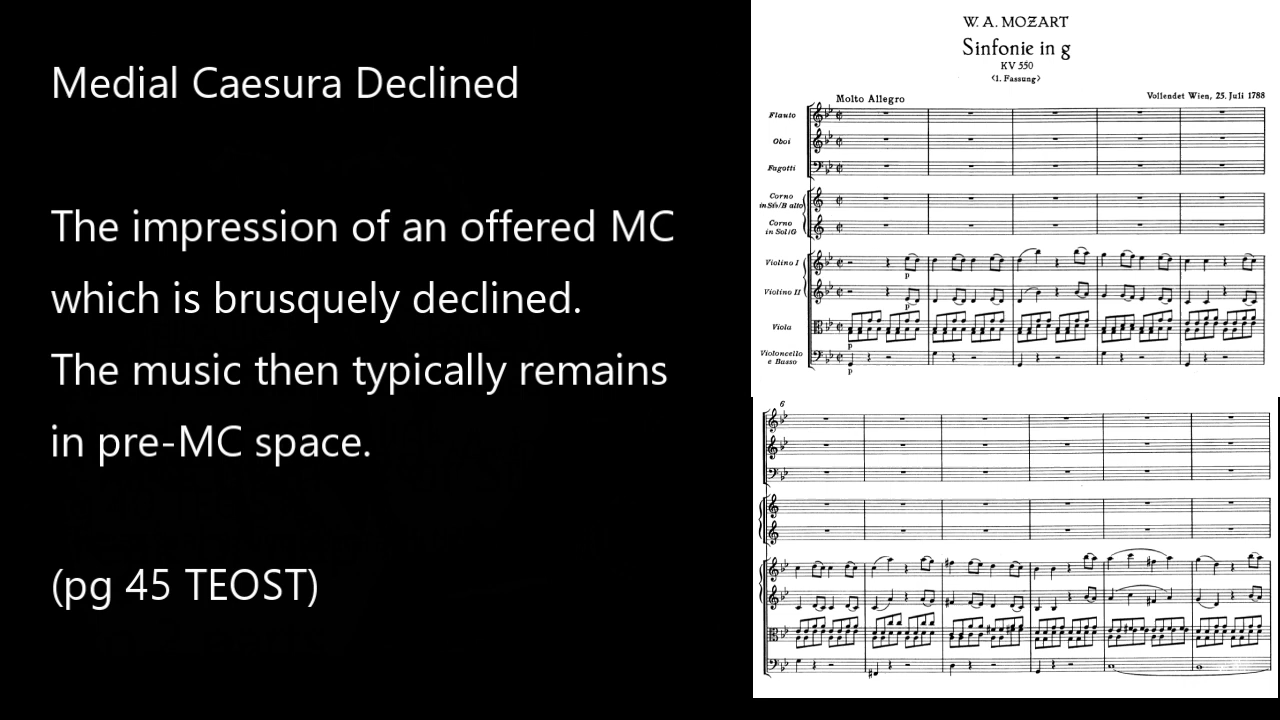 Medial Caesura Declined
The impression of an offered MC
which is brusquely declined.
The music then typically remains
in pre-MC space.
(pg 45 TEOST)
W. A. MOZART
Sinfonie in g
KV 550
<1. Fassung>
Molto Allegro
Vollendet Wien, 25. Juli 1788
Flauto
Oboi
Fagotti
Corno
in Sib/B alto
Corno
in Sol/G
Violino I
p
Violino II
p
Viola
p
Violoncello
e Basso
p
6